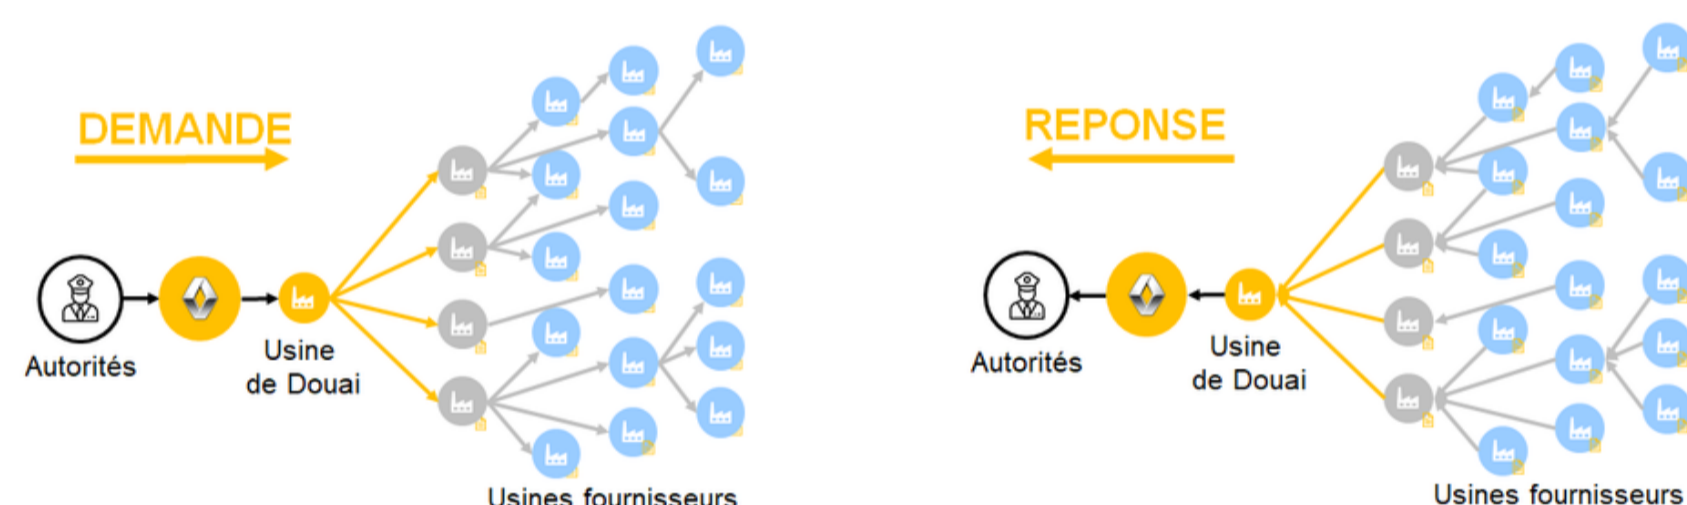 DEMANDE
Autorités
Usine
de Douai
Usines fournisseurs
REPONSE
Autorités
Usine
de Douai
Usines fournisseurs